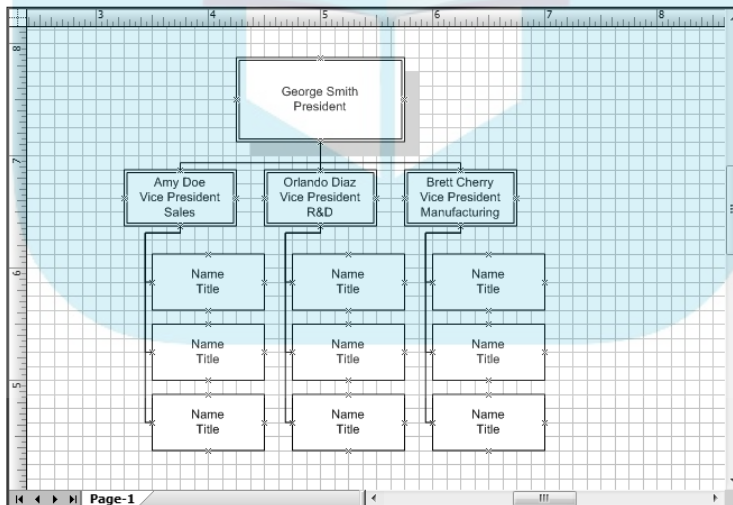 3 4 5 6 7 8
8
George Smith
President
7
Amy Doe
Vice President
Sales
Orlando Diaz
Vice President
R&D
Brett Cherry
Vice President
Manufacturing
6
Name
Title
Name
Title
Name
Title
Name
Title
Name
Title
Name
Title
5
Name
Title
Name
Title
Name
Title
Page-1